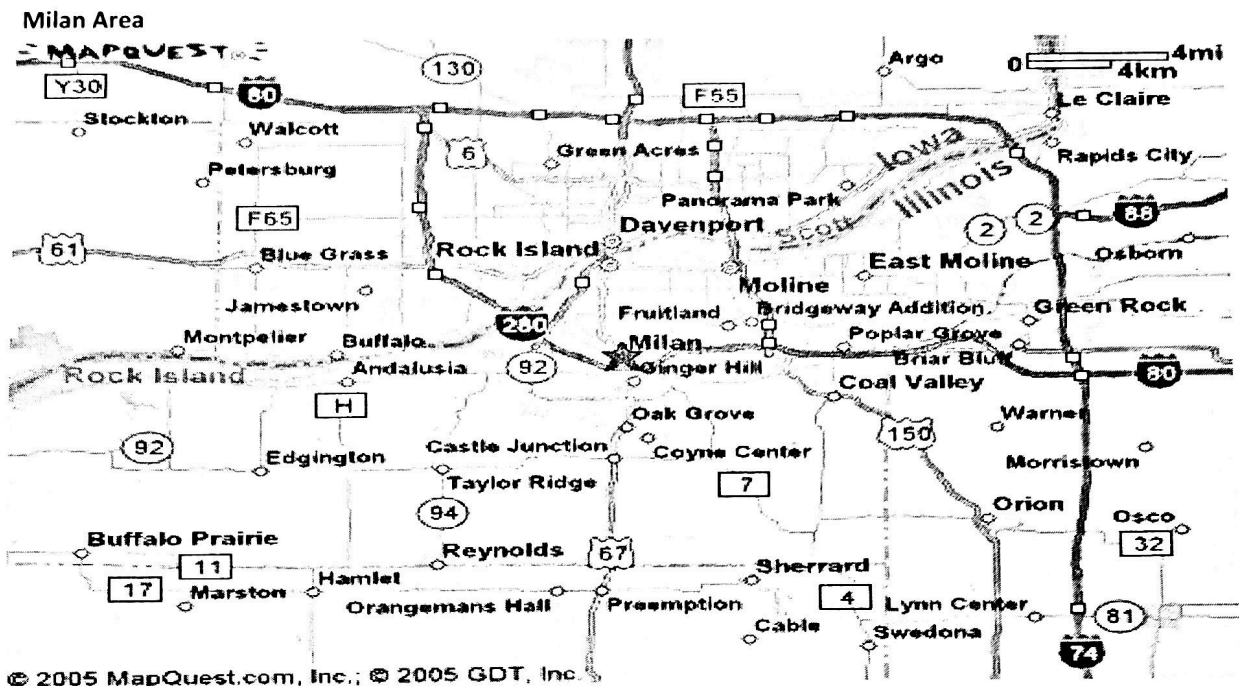 Milan Area
MAPQUEST
130
Argo
4mi
0
4km
Y30
80
F55
Le Claire
Stockton
Walcott
6
Green Acres
Iowa
Rapids City
Petersburg
Panorama Park
Illinois
F65
Davenport
Scott
2
2
88
61
Blue Grass
Rock Island
East Moline
Osborn
Jamestown
Moline
280
Fruitland
Bridgeway Addition
Green Rock
Montpelier
Buffalo
Milan
Poplar Grove
Rock Island
Andalusia
92
Ginger Hill
Briar Bluff
80
Coal Valley
H
Oak Grove
150
Warner
92
Edgington
Castle Junction
Coyne Center
Morristown
Taylor Ridge
7
94
Orion
Osco
Buffalo Prairie
Reynolds
67
32
11
Sherrard
17
Marston
Hamlet
Orangemans Hall
Preemption
4
Lynn Center
81
Cable
Swedona
74
© 2005 MapQuest.com, Inc.; © 2005 GDT, Inc.